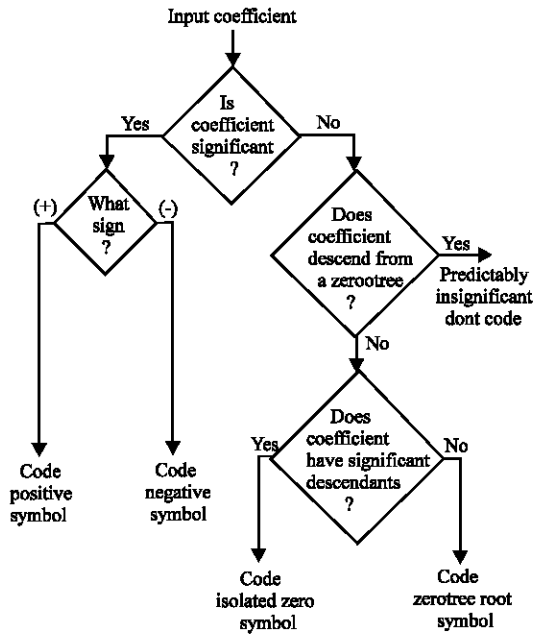 Input coefficient
Is
coefficient
significant
?
Yes
No
What
sign
?
(+)
(-)
Does
coefficient
descend from
a zerootree
?
Yes
Predictably
insignificant
dont code
No
Does
coefficient
have significant
descendants
?
Yes
No
Code
positive
symbol
Code
negative
symbol
Code
isolated zero
symbol
Code
zerotree root
symbol